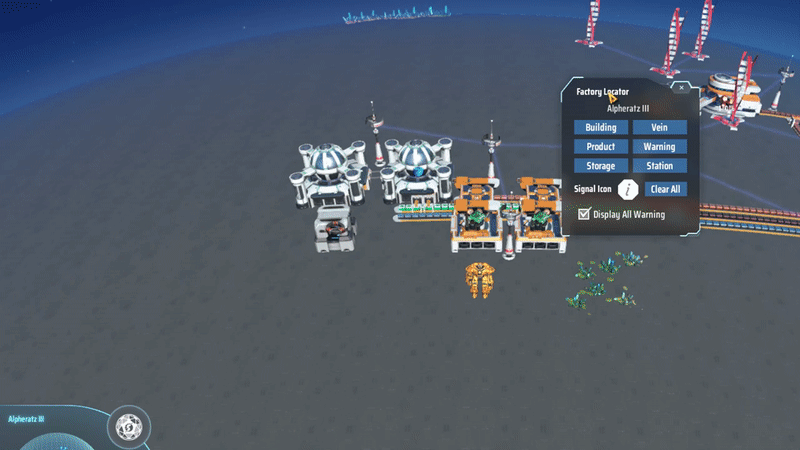 Factory Locator
Alpheratz III
Building Vein
Product Warning
Storage Station
Signal Icon i Clear All
Display All Warning
Alpheratz III